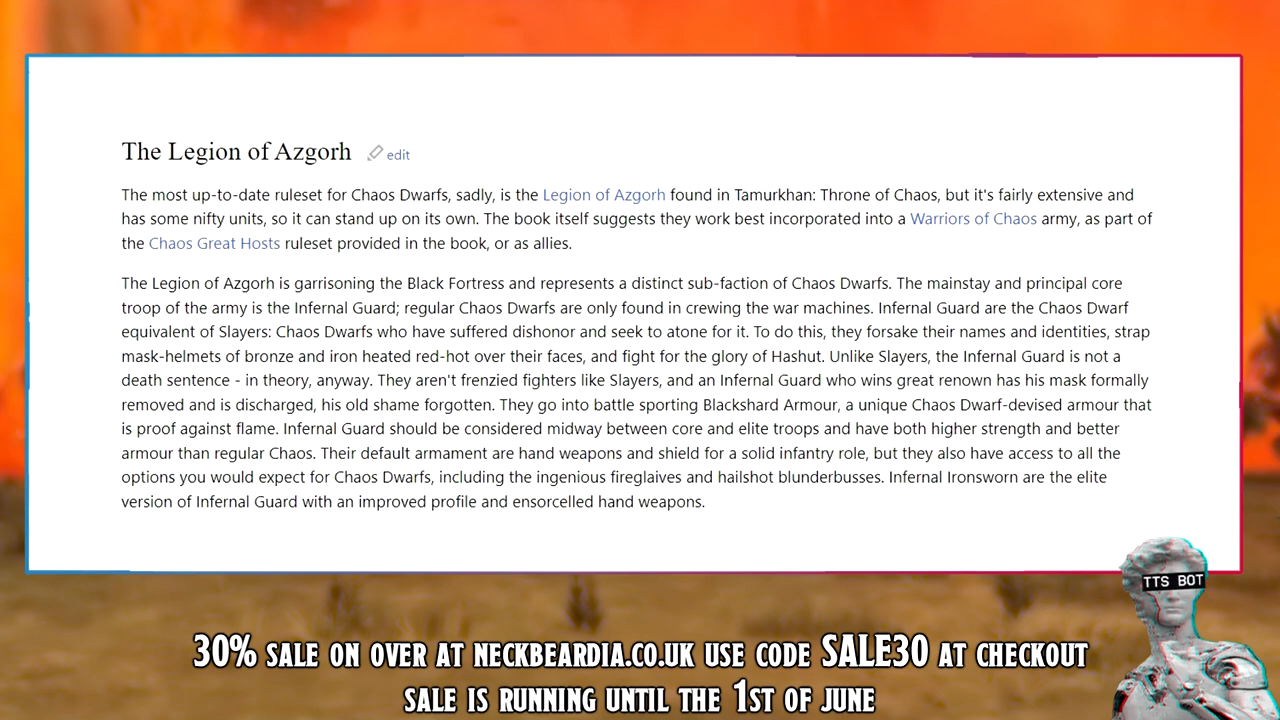 The Legion of Azgorh edit
The most up-to-date ruleset for Chaos Dwarfs, sadly, is the Legion of Azgorh found in Tamurkhan: Throne of Chaos, but it's fairly extensive and
has some nifty units, so it can stand up on its own. The book itself suggests they work best incorporated into a Warriors of Chaos army, as part of
the Chaos Great Hosts ruleset provided in the book, or as allies.
The Legion of Azgorh is garrisoning the Black Fortress and represents a distinct sub-faction of Chaos Dwarfs. The mainstay and principal core
troop of the army is the Infernal Guard; regular Chaos Dwarfs are only found in crewing the war machines. Infernal Guard are the Chaos Dwarf
equivalent of Slayers: Chaos Dwarfs who have suffered dishonor and seek to atone for it. To do this, they forsake their names and identities, strap
mask-helmets of bronze and iron heated red-hot over their faces, and fight for the glory of Hashut. Unlike Slayers, the Infernal Guard is not a
death sentence - in theory, anyway. They aren't frenzied fighters like Slayers, and an Infernal Guard who wins great renown has his mask formally
removed and is discharged, his old shame forgotten. They go into battle sporting Blackshard Armour, a unique Chaos Dwarf-devised armour that
is proof against flame. Infernal Guard should be considered midway between core and elite troops and have both higher strength and better
armour than regular Chaos. Their default armament are hand weapons and shield for a solid infantry role, but they also have access to all the
options you would expect for Chaos Dwarfs, including the ingenious fireglaives and hailshot blunderbusses. Infernal Ironsworn are the elite
version of Infernal Guard with an improved profile and ensorcelled hand weapons.
TTS BOT
30% SALE ON OVER AT NECKBEARDIA.CO.UK USE CODE SALE30 AT CHECKOUT
SALE IS RUNNING UNTIL THE 1ST OF JUNE